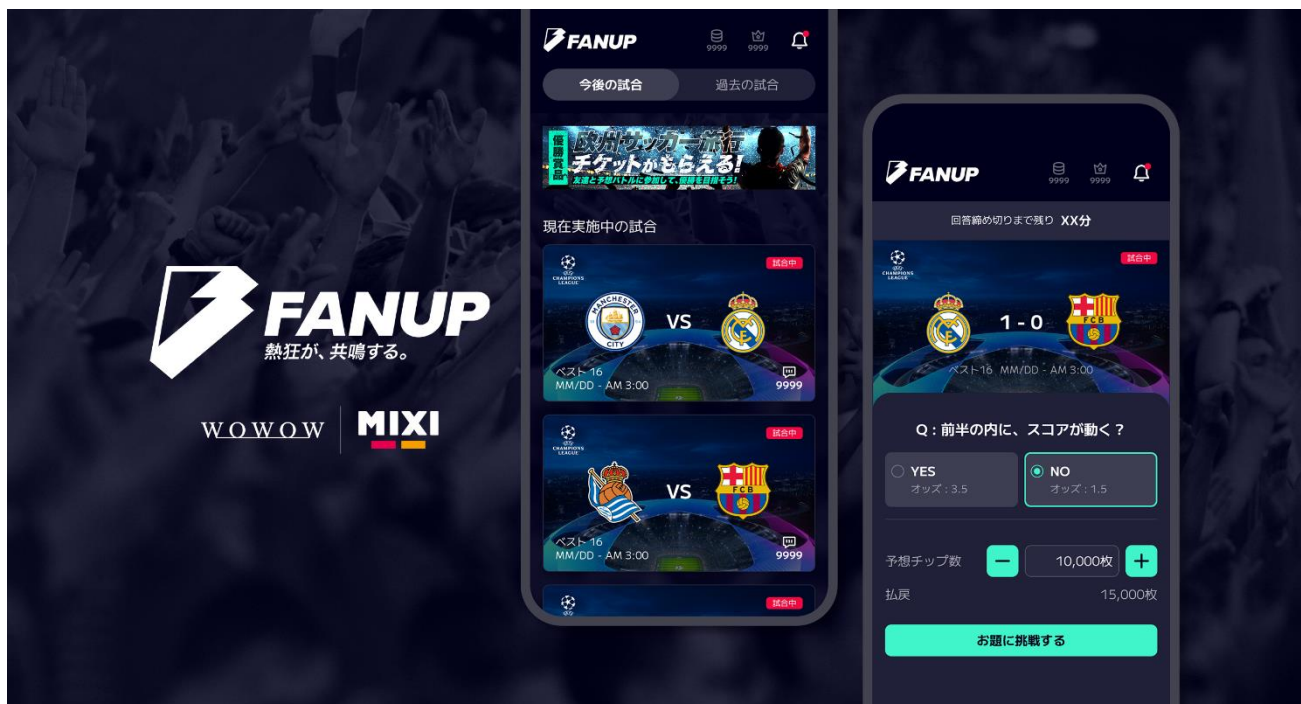 FANUP
熱狂が、共鳴する。
WOWOW
MIXI
FANUP
9999
9999
今後の試合
過去の試合
優勝賞品
欧州サッカー旅行
チケットがもらえる!
友達と予想バトルに参加して、優勝を目指そう!
現在実施中の試合
UEFA
CHAMPIONS
LEAGUE
試合中
MANCHESTER
CITY
VS
ベスト16
MM/DD - AM 3:00
9999
UEFA
CHAMPIONS
LEAGUE
試合中
VS
FCB
ベスト16
MM/DD - AM 3:00
9999
試合中
FANUP
9999
9999
回答締め切りまで残り XX分
UEFA
CHAMPIONS
LEAGUE
試合中
1 - 0
FCB
ベスト16 MM/DD - AM 3:00
Q : 前半の内に、スコアが動く?
YES
オッズ : 3.5
NO
オッズ : 1.5
予想チップ数
10,000枚
払戻
15,000枚
お題に挑戦する